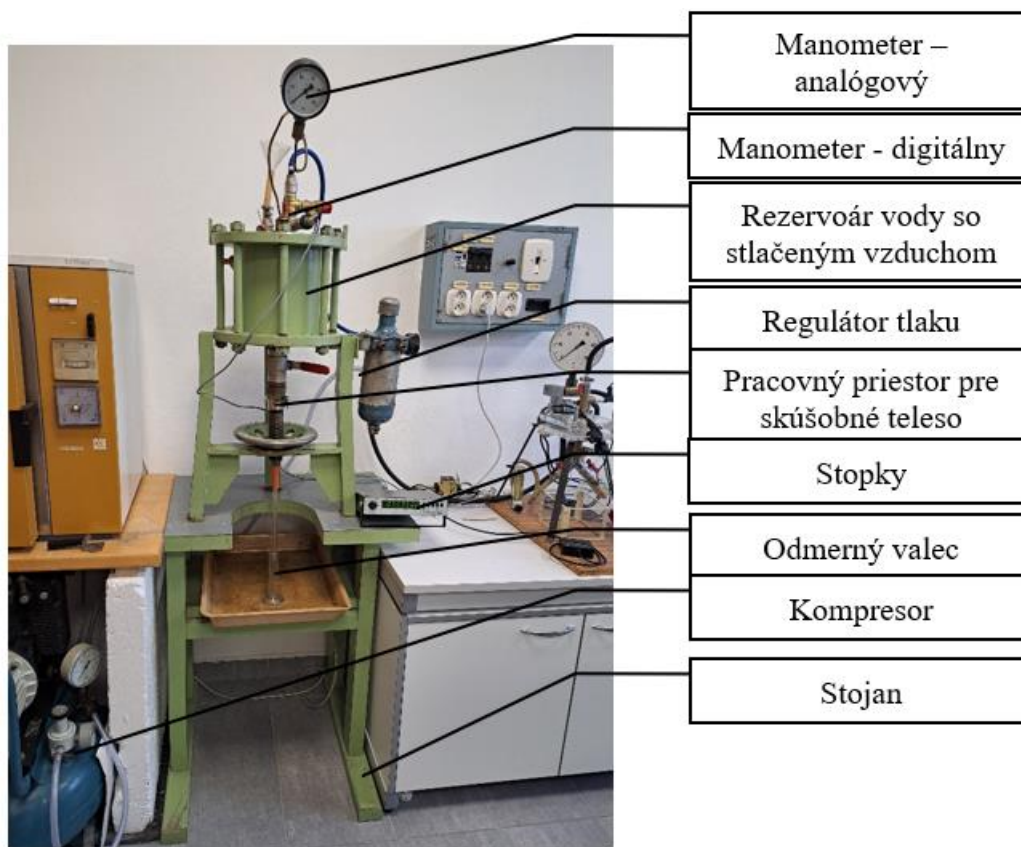 Manometer –
analógový
Manometer - digitálny
Rezervoár vody so
stlačeným vzduchom
Regulátor tlaku
Pracovný priestor pre
skúšobné teleso
Stopky
Odmerný valec
Kompresor
Stojan